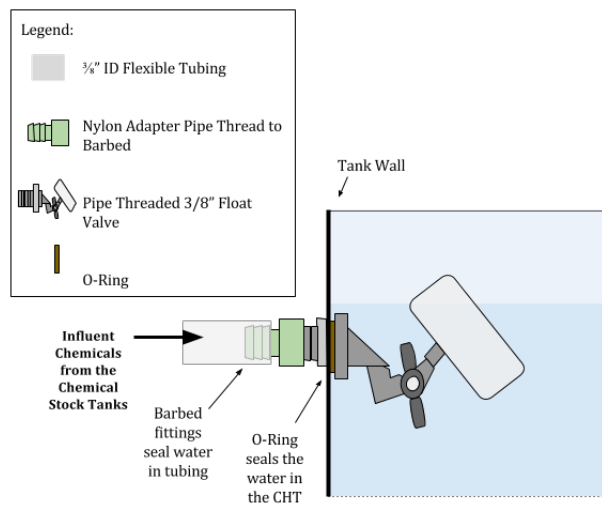 Legend:
⅜” ID Flexible Tubing
Nylon Adapter Pipe Thread to
Barbed
Pipe Threaded 3/8” Float
Valve
O-Ring
Tank Wall
Influent
Chemicals
from the
Chemical
Stock Tanks
Barbed
fittings
seal water
in tubing
O-Ring
seals the
water in
the CHT